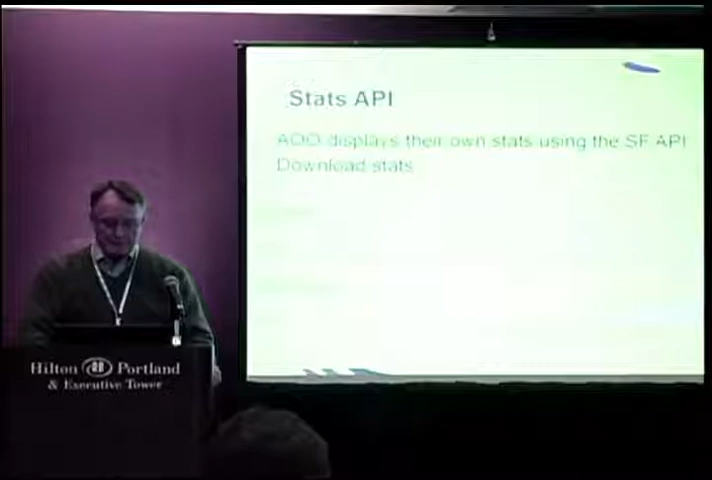 Stats API
AOO displays their own stats using the SF API
Download stats
Hilton Portland
& Executive Tower